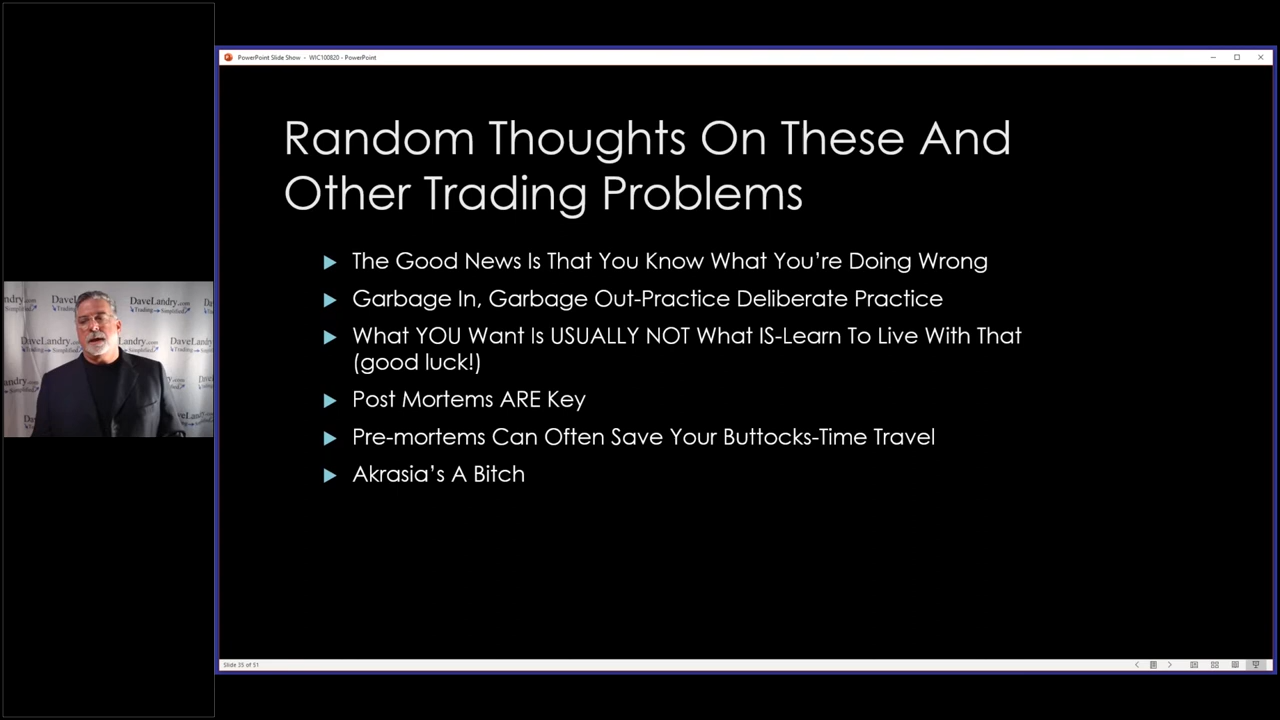 PowerPoint Slide Show - WIC100820 - PowerPoint
Random Thoughts On These And
Other Trading Problems
The Good News Is That You Know What You're Doing Wrong
Garbage In, Garbage Out-Practice Deliberate Practice
What YOU Want Is USUALLY NOT What IS-Learn To Live With That
(good luck!)
Post Mortems ARE Key
Pre-mortems Can Often Save Your Buttocks-Time Travel
Akrasia's A Bitch
DaveLandry.com
Trading Simplified
Slide 35 of 51